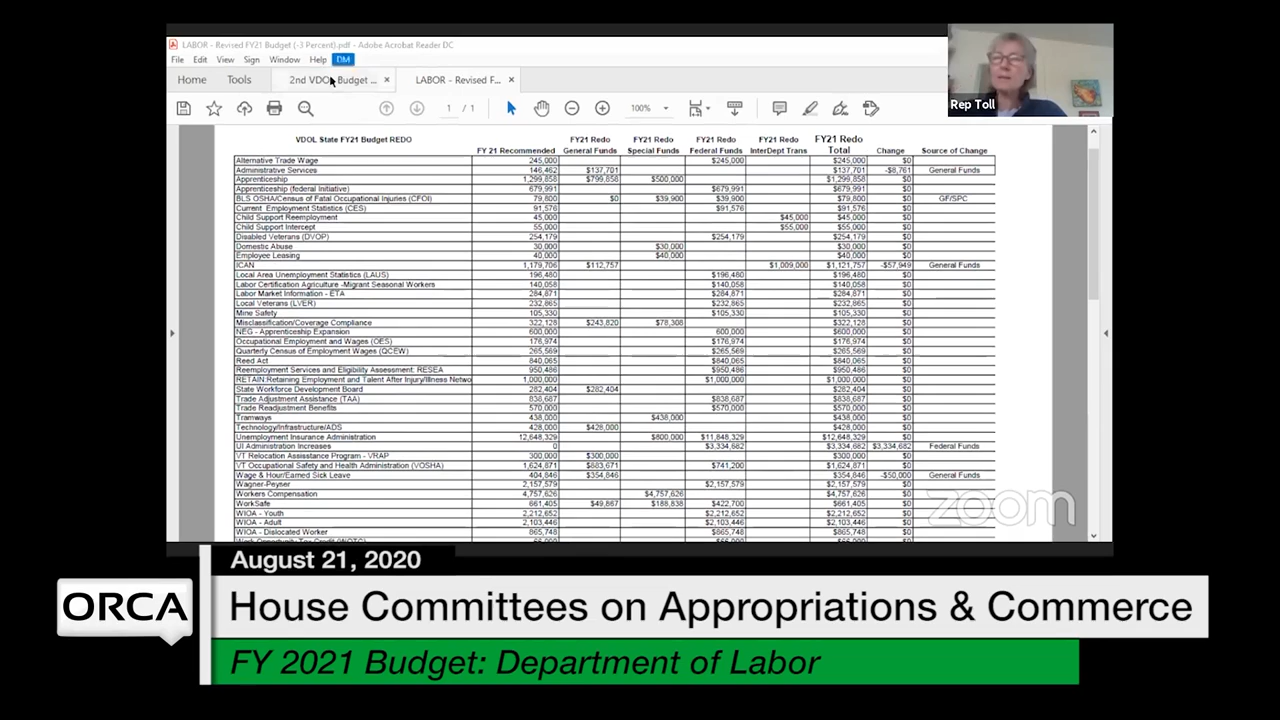 LABOR - Revised FY21 Budget (-3 Percent).pdf - Adobe Acrobat Reader DC
File Edit View Sign Window Help DM
Home Tools 2nd VDOL Budget ... × LABOR - Revised F... ×
1 / 1 100%
Rep Toll
VDOL State FY21 Budget REDO FY 21 Recommended FY21 Redo General Funds FY21 Redo Special Funds FY21 Redo Federal Funds FY21 Redo InterDept Trans FY21 Redo Total Change Source of Change
Alternative Trade Wage 245,000 $245,000 $245,000 $0
Administrative Services 146,462 $137,701 $137,701 -$8,761 General Funds
Apprenticeship 1,299,858 $799,858 $500,000 $1,299,858 $0
Apprenticeship (federal Initiative) 679,991 $679,991 $679,991 $0
BLS OSHA/Census of Fatal Occupational Injuries (CFOI) 79,800 $0 $39,900 $39,900 $79,800 $0 GF/SPC
Current Employment Statistics (CES) 91,576 $91,576 $91,576 $0
Child Support Reemployment 45,000 $45,000 $45,000 $0
Child Support Intercept 55,000 $55,000 $55,000 $0
Disabled Veterans (DVOP) 254,179 $254,179 $254,179 $0
Domestic Abuse 30,000 $30,000 $30,000 $0
Employee Leasing 40,000 $40,000 $40,000 $0
ICAN 1,179,706 $112,757 $1,009,000 $1,121,757 -$57,949 General Funds
Local Area Unemployment Statistics (LAUS) 196,480 $196,480 $196,480 $0
Labor Certification Agriculture -Migrant Seasonal Workers 140,058 $140,058 $140,058 $0
Labor Market Information - ETA 284,871 $284,871 $284,871 $0
Local Veterans (LVER) 232,865 $232,865 $232,865 $0
Mine Safety 105,330 $105,330 $105,330 $0
Misclassification/Coverage Compliance 322,128 $243,820 $78,308 $322,128 $0
NEG - Apprenticeship Expansion 600,000 600,000 $600,000 $0
Occupational Employment and Wages (OES) 176,974 $176,974 $176,974 $0
Quarterly Census of Employment Wages (QCEW) 265,569 $265,569 $265,569 $0
Reed Act 840,065 $840,065 $840,065 $0
Reemployment Services and Eligibility Assessment: RESEA 950,486 $950,486 $950,486 $0
RETAIN:Retaining Employment and Talent After Injury/Illness Netwo 1,000,000 $1,000,000 $1,000,000 $0
State Workforce Development Board 282,404 $282,404 $282,404 $0
Trade Adjustment Assistance (TAA) 838,687 $838,687 $838,687 $0
Trade Readjustment Benefits 570,000 $570,000 $570,000 $0
Tramways 438,000 $438,000 $438,000 $0
Technology/Infrastructure/ADS 428,000 $428,000 $428,000 $0
Unemployment Insurance Administration 12,648,329 $800,000 $11,848,329 $12,648,329 $0
UI Administration Increases 0 $3,334,682 $3,334,682 $3,334,682 Federal Funds
VT Relocation Assisstance Program - VRAP 300,000 $300,000 $300,000 $0
VT Occupational Safety and Health Administration (VOSHA) 1,624,871 $883,671 $741,200 $1,624,871 $0
Wage & Hour/Earned Sick Leave 404,846 $354,846 $354,846 -$50,000 General Funds
Wagner-Peyser 2,157,579 $2,157,579 $2,157,579 $0
Workers Compensation 4,757,626 $4,757,626 $4,757,626 $0
WorkSafe 661,405 $49,867 $188,838 $422,700 $661,405 $0
WIOA - Youth 2,212,652 $2,212,652 $2,212,652 $0
WIOA - Adult 2,103,446 $2,103,446 $2,103,446 $0
WIOA - Dislocated Worker 865,748 $865,748 $865,748 $0
zoom
August 21, 2020
ORCA
House Committees on Appropriations & Commerce
FY 2021 Budget: Department of Labor